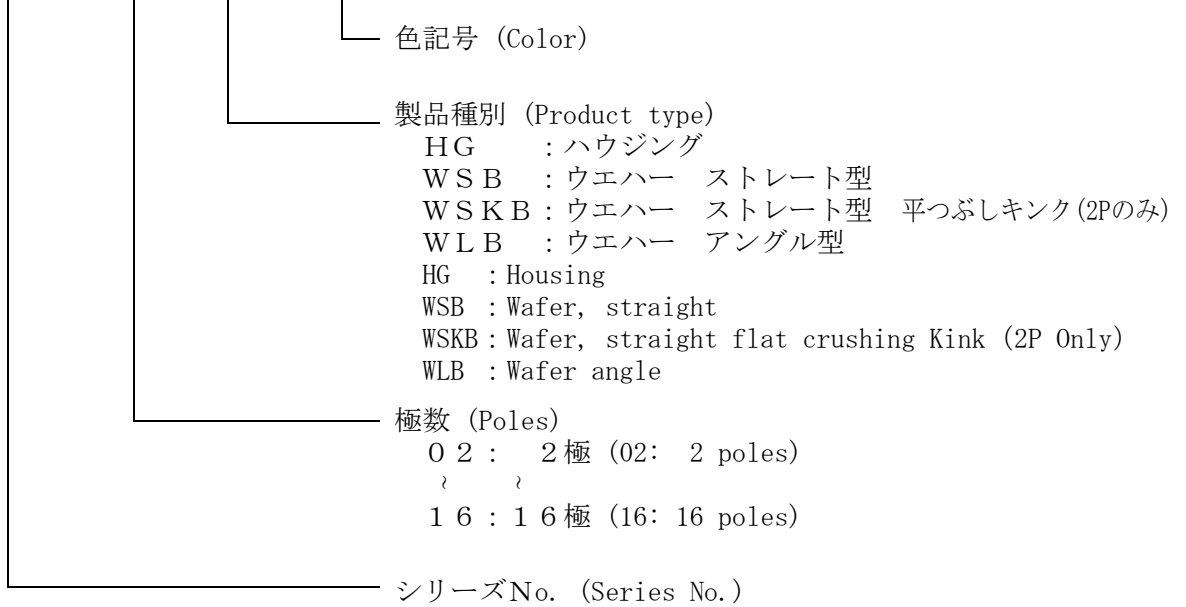 色記号 (Color)
製品種別 (Product type)
ＨＧ　　：ハウジング
ＷＳＢ　：ウエハー　ストレート型
ＷＳＫＢ：ウエハー　ストレート型　平つぶしキンク(2Pのみ)
ＷＬＢ　：ウエハー　アングル型
HG　：Housing
WSB ：Wafer, straight
WSKB：Wafer, straight flat crushing Kink (2P Only)
WLB ：Wafer angle
極数 (Poles)
０２：　２極 (02:  2 poles)
～　～
１６：１６極 (16: 16 poles)
シリーズＮo. (Series No.)